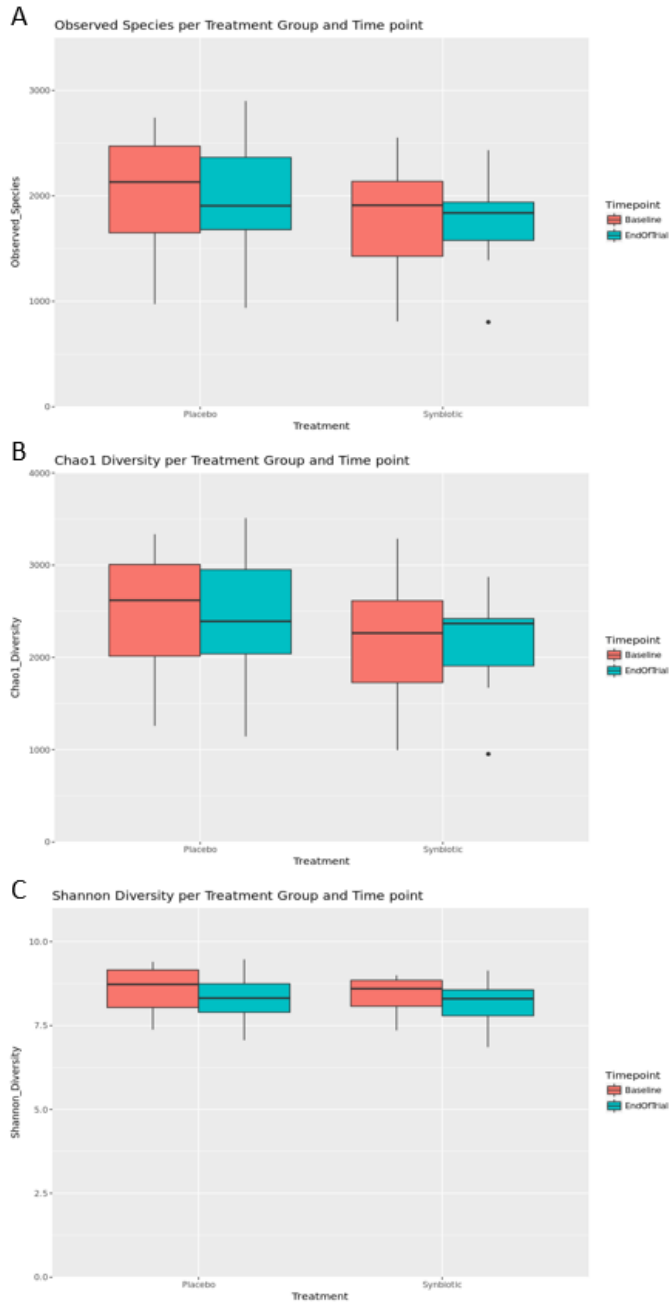 A
Observed Species per Treatment Group and Time point
3000
2000
1000
0
Observed_Species
Placebo
Synbiotic
Treatment
Timepoint
Baseline
EndOfTrial
B
Chao1 Diversity per Treatment Group and Time point
4000
3000
2000
1000
0
Chao1_Diversity
Placebo
Synbiotic
Treatment
Timepoint
Baseline
EndOfTrial
C
Shannon Diversity per Treatment Group and Time point
10.0
7.5
5.0
2.5
0.0
Shannon_Diversity
Placebo
Synbiotic
Treatment
Timepoint
Baseline
EndOfTrial